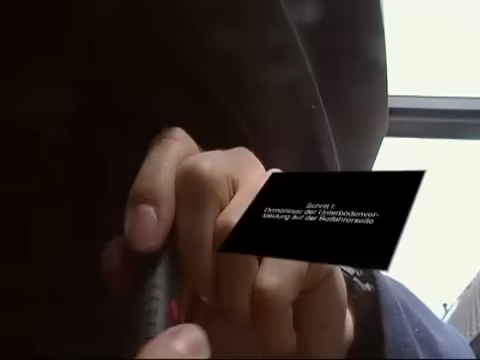 Schritt 1:
Demontage der Unterbodenver-
kleidung auf der Beifahrerseite